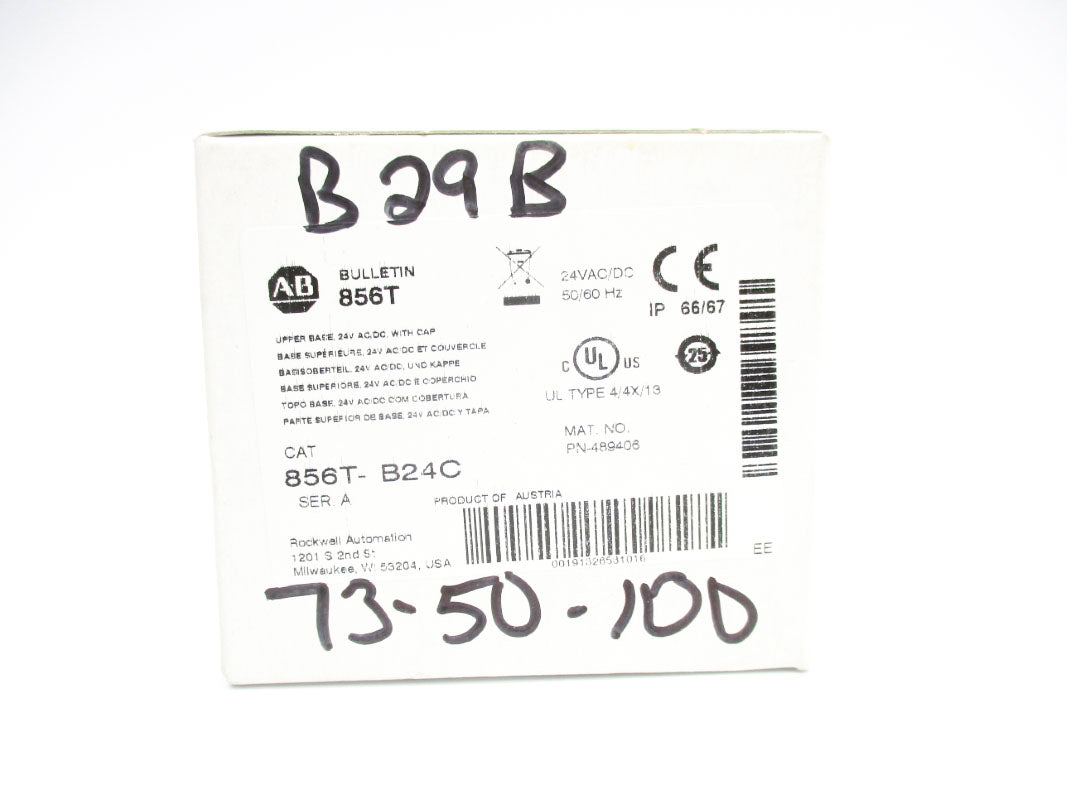 B 29 B
AB
BULLETIN
856T
24VAC/DC
50/60 Hz
CE
IP 66/67
UPPER BASE, 24V AC/DC, WITH CAP
BASE SUPÉRIEURE, 24V AC/DC ET COUVERCLE
BASISOBERTEIL, 24V AC/DC, UND KAPPE
BASE SUPERIORE, 24V AC/DC E COPERCHIO
TOPO BASE, 24V AC/DC COM COBERTURA
PARTE SUPERIOR DE BASE, 24V AC/DC Y TAPA
C UL US
25
UL TYPE 4/4X/13
MAT. NO.
PN-489406
CAT
856T- B24C
SER. A
PRODUCT OF AUSTRIA
Rockwell Automation
1201 S 2nd St
Milwaukee, WI 53204, USA
00191326531016
EE
73-50-100